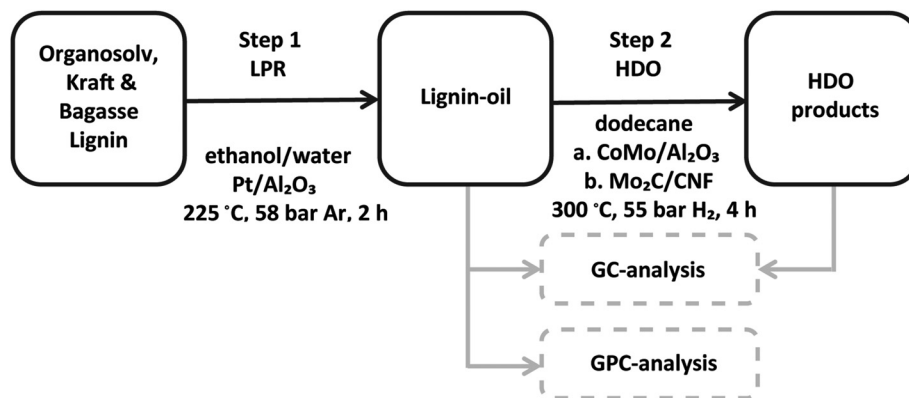 Organosolv,
Kraft &
Bagasse
Lignin
Step 1
LPR
ethanol/water
Pt/Al₂O₃
225 °C, 58 bar Ar, 2 h
Lignin-oil
Step 2
HDO
dodecane
a. CoMo/Al₂O₃
b. Mo₂C/CNF
300 °C, 55 bar H₂, 4 h
HDO
products
GC-analysis
GPC-analysis